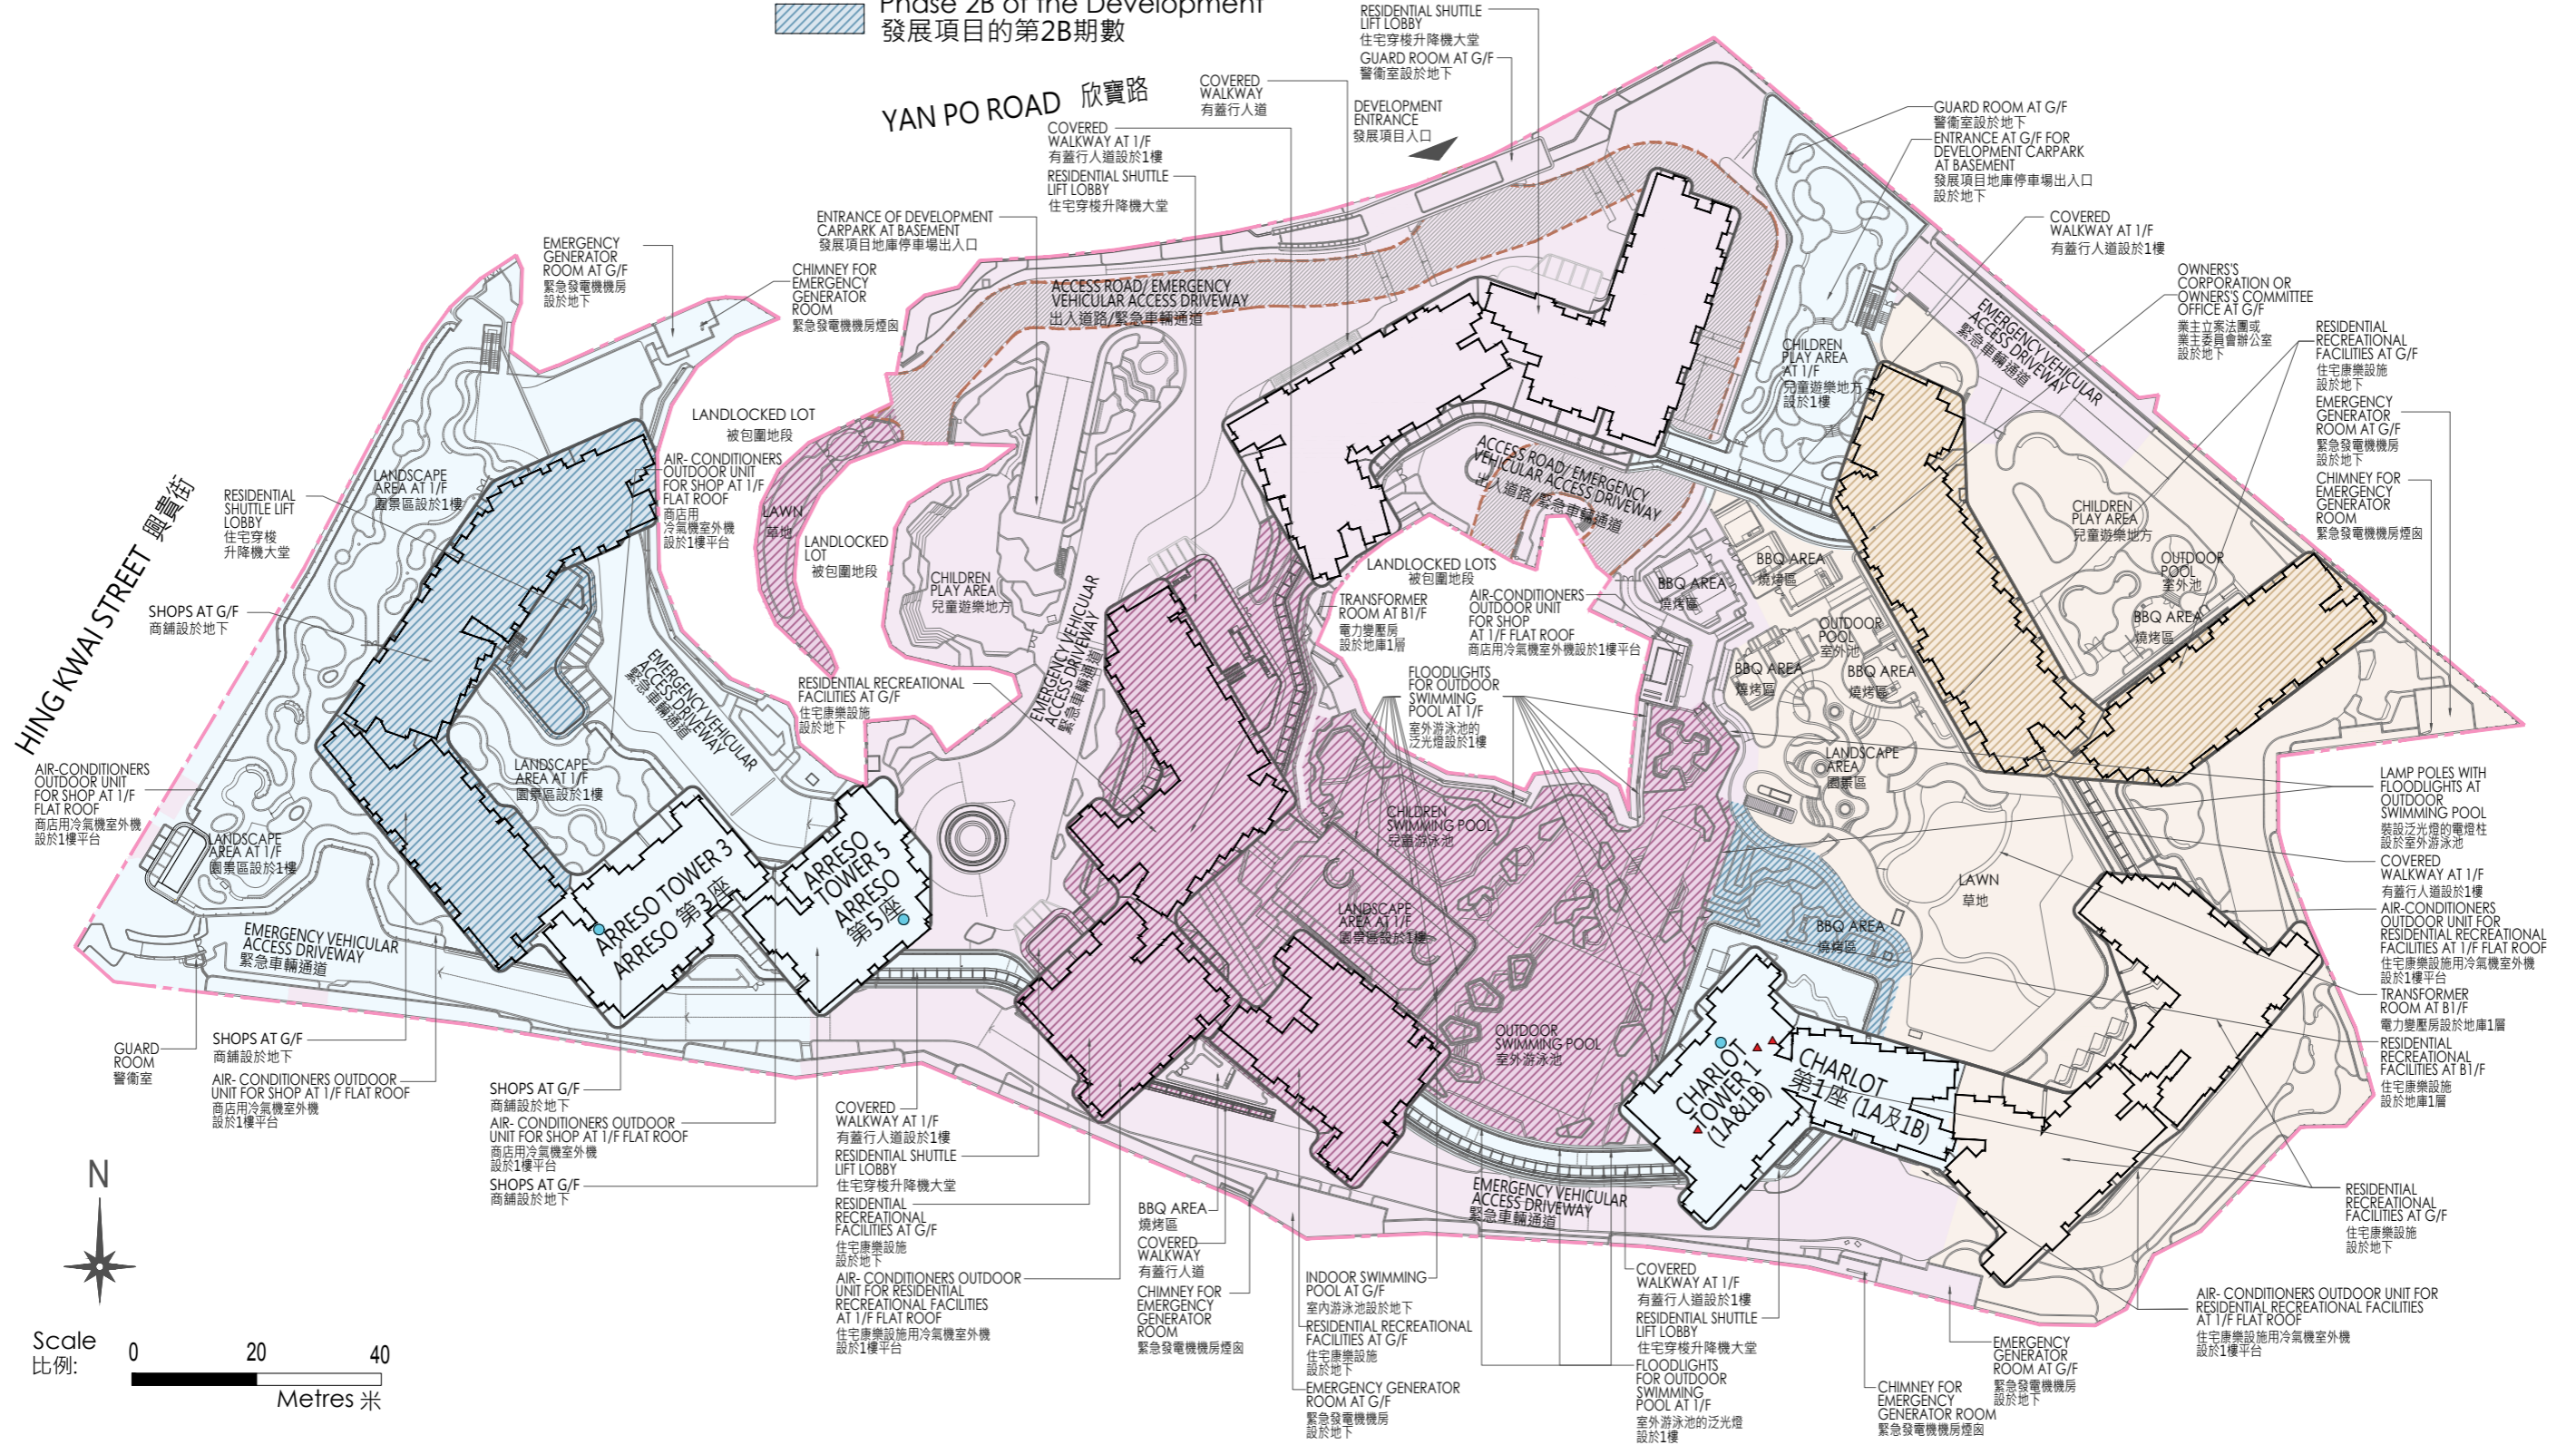 Phase 2B of the Development
發展項目的第2B期數
YAN PO ROAD 欣寶路
HING KWAI STREET 興貴街
RESIDENTIAL SHUTTLE
LIFT LOBBY
住宅穿梭升降機大堂
GUARD ROOM AT G/F
警衞室設於地下
DEVELOPMENT
ENTRANCE
發展項目入口
COVERED
WALKWAY
有蓋行人道
COVERED
WALKWAY AT 1/F
有蓋行人道設於1樓
RESIDENTIAL SHUTTLE
LIFT LOBBY
住宅穿梭升降機大堂
ENTRANCE OF DEVELOPMENT
CARPARK AT BASEMENT
發展項目地庫停車場出入口
EMERGENCY
GENERATOR
ROOM AT G/F
緊急發電機機房
設於地下
CHIMNEY FOR
EMERGENCY
GENERATOR
ROOM
緊急發電機機房煙囪
GUARD ROOM AT G/F
警衞室設於地下
ENTRANCE AT G/F FOR
DEVELOPMENT CARPARK
AT BASEMENT
發展項目地庫停車場出入口
設於地下
COVERED
WALKWAY AT 1/F
有蓋行人道設於1樓
OWNERS'S
CORPORATION OR
OWNERS'S COMMITTEE
OFFICE AT G/F
業主立案法團或
業主委員會辦公室
設於地下
RESIDENTIAL
RECREATIONAL
FACILITIES AT G/F
住宅康樂設施
設於地下
EMERGENCY
GENERATOR
ROOM AT G/F
緊急發電機機房
設於地下
CHIMNEY FOR
EMERGENCY
GENERATOR
ROOM
緊急發電機機房煙囪
ACCESS ROAD/ EMERGENCY
VEHICULAR ACCESS DRIVEWAY
出入道路/緊急車輛通道
EMERGENCY VEHICULAR
ACCESS DRIVEWAY
緊急車輛通道
CHILDREN
PLAY AREA
AT 1/F
兒童遊樂地方
設於1樓
LANDLOCKED LOT
被包圍地段
LAWN
草地
LANDLOCKED
LOT
被包圍地段
CHILDREN
PLAY AREA
兒童遊樂地方
EMERGENCY VEHICULAR
ACCESS DRIVEWAY
緊急車輛通道
ACCESS ROAD/ EMERGENCY
VEHICULAR ACCESS DRIVEWAY
出入道路/緊急車輛通道
LANDLOCKED LOTS
被包圍地段
TRANSFORMER
ROOM AT B1/F
電力變壓房
設於地庫1層
AIR-CONDITIONERS
OUTDOOR UNIT
FOR SHOP
AT 1/F FLAT ROOF
商店用冷氣機室外機設於1樓平台
FLOODLIGHTS
FOR OUTDOOR
SWIMMING
POOL AT 1/F
室外游泳池的
泛光燈設於1樓
BBQ AREA
燒烤區
BBQ AREA
燒烤區
OUTDOOR
POOL
室外池
BBQ AREA
燒烤區
BBQ AREA
燒烤區
CHILDREN
PLAY AREA
兒童遊樂地方
OUTDOOR
POOL
室外池
BBQ AREA
燒烤區
LANDSCAPE
AREA
園景區
LANDSCAPE
AREA AT 1/F
園景區設於1樓
AIR- CONDITIONERS
OUTDOOR UNIT
FOR SHOP AT 1/F
FLAT ROOF
商店用
冷氣機室外機
設於1樓平台
RESIDENTIAL
SHUTTLE LIFT
LOBBY
住宅穿梭
升降機大堂
SHOPS AT G/F
商鋪設於地下
EMERGENCY VEHICULAR
ACCESS DRIVEWAY
緊急車輛通道
RESIDENTIAL RECREATIONAL
FACILITIES AT G/F
住宅康樂設施
設於地下
AIR-CONDITIONERS
OUTDOOR UNIT
FOR SHOP AT 1/F
FLAT ROOF
商店用冷氣機室外機
設於1樓平台
LANDSCAPE
AREA AT 1/F
園景區設於1樓
LANDSCAPE
AREA AT 1/F
園景區設於1樓
ARRESO TOWER 3
ARRESO 第3座
ARRESO
TOWER 5
ARRESO
第5座
CHILDREN
SWIMMING POOL
兒童游泳池
LANDSCAPE
AREA AT 1/F
園景區設於1樓
OUTDOOR
SWIMMING POOL
室外游泳池
BBQ AREA
燒烤區
LAWN
草地
CHARLOT
TOWER 1
(1A&1B)
CHARLOT
第1座 (1A及1B)
LAMP POLES WITH
FLOODLIGHTS AT
OUTDOOR
SWIMMING POOL
裝設泛光燈的電燈柱
設於室外游泳池
COVERED
WALKWAY AT 1/F
有蓋行人道設於1樓
AIR-CONDITIONERS
OUTDOOR UNIT FOR
RESIDENTIAL RECREATIONAL
FACILITIES AT 1/F FLAT ROOF
住宅康樂設施用冷氣機室外機
設於1樓平台
TRANSFORMER
ROOM AT B1/F
電力變壓房設於地庫1層
RESIDENTIAL
RECREATIONAL
FACILITIES AT B1/F
住宅康樂設施
設於地庫1層
RESIDENTIAL
RECREATIONAL
FACILITIES AT G/F
住宅康樂設施
設於地下
EMERGENCY VEHICULAR
ACCESS DRIVEWAY
緊急車輛通道
GUARD
ROOM
警衞室
SHOPS AT G/F
商鋪設於地下
AIR- CONDITIONERS OUTDOOR
UNIT FOR SHOP AT 1/F FLAT ROOF
商店用冷氣機室外機
設於1樓平台
SHOPS AT G/F
商鋪設於地下
AIR- CONDITIONERS OUTDOOR
UNIT FOR SHOP AT 1/F FLAT ROOF
商店用冷氣機室外機
設於1樓平台
SHOPS AT G/F
商鋪設於地下
COVERED
WALKWAY AT 1/F
有蓋行人道設於1樓
RESIDENTIAL SHUTTLE
LIFT LOBBY
住宅穿梭升降機大堂
RESIDENTIAL
RECREATIONAL
FACILITIES AT G/F
住宅康樂設施
設於地下
AIR- CONDITIONERS OUTDOOR
UNIT FOR RESIDENTIAL
RECREATIONAL FACILITIES
AT 1/F FLAT ROOF
住宅康樂設施用冷氣機室外機
設於1樓平台
BBQ AREA
燒烤區
COVERED
WALKWAY
有蓋行人道
CHIMNEY FOR
EMERGENCY
GENERATOR
ROOM
緊急發電機機房煙囪
EMERGENCY VEHICULAR
ACCESS DRIVEWAY
緊急車輛通道
INDOOR SWIMMING
POOL AT G/F
室內游泳池設於地下
RESIDENTIAL RECREATIONAL
FACILITIES AT G/F
住宅康樂設施
設於地下
EMERGENCY GENERATOR
ROOM AT G/F
緊急發電機機房
設於地下
COVERED
WALKWAY AT 1/F
有蓋行人道設於1樓
RESIDENTIAL SHUTTLE
LIFT LOBBY
住宅穿梭升降機大堂
FLOODLIGHTS
FOR OUTDOOR
SWIMMING
POOL AT 1/F
室外游泳池的泛光燈
設於1樓
CHIMNEY FOR
EMERGENCY
GENERATOR ROOM
緊急發電機機房煙囪
EMERGENCY
GENERATOR
ROOM AT G/F
緊急發電機機房
設於地下
AIR- CONDITIONERS OUTDOOR UNIT FOR
RESIDENTIAL RECREATIONAL FACILITIES
AT 1/F FLAT ROOF
住宅康樂設施用冷氣機室外機
設於1樓平台
N
Scale
比例:
0 20 40
Metres 米